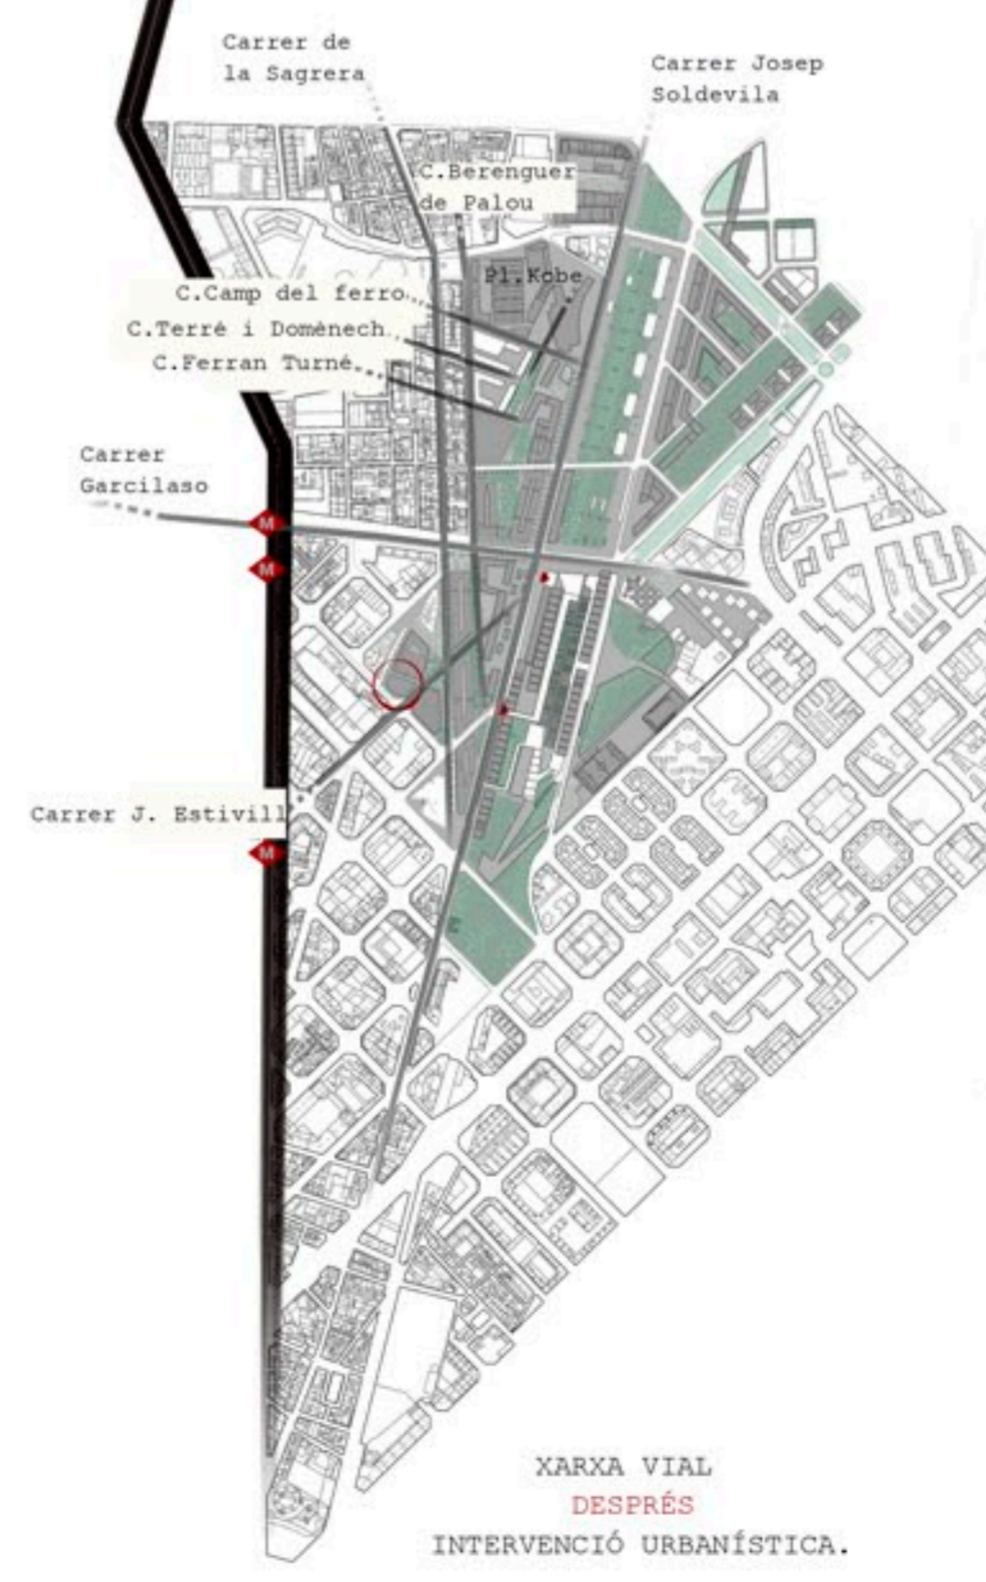 Carrer de
la Sagrera
Carrer Josep
Soldevila
C.Berenguer
de Palou
Pl.Kobe
C.Camp del ferro
C.Terré i Domènech
C.Ferran Turné
Carrer
Garcilaso
M
M
Carrer J. Estivill
M
XARXA VIAL
DESPRÉS
INTERVENCIÓ URBANÍSTICA.